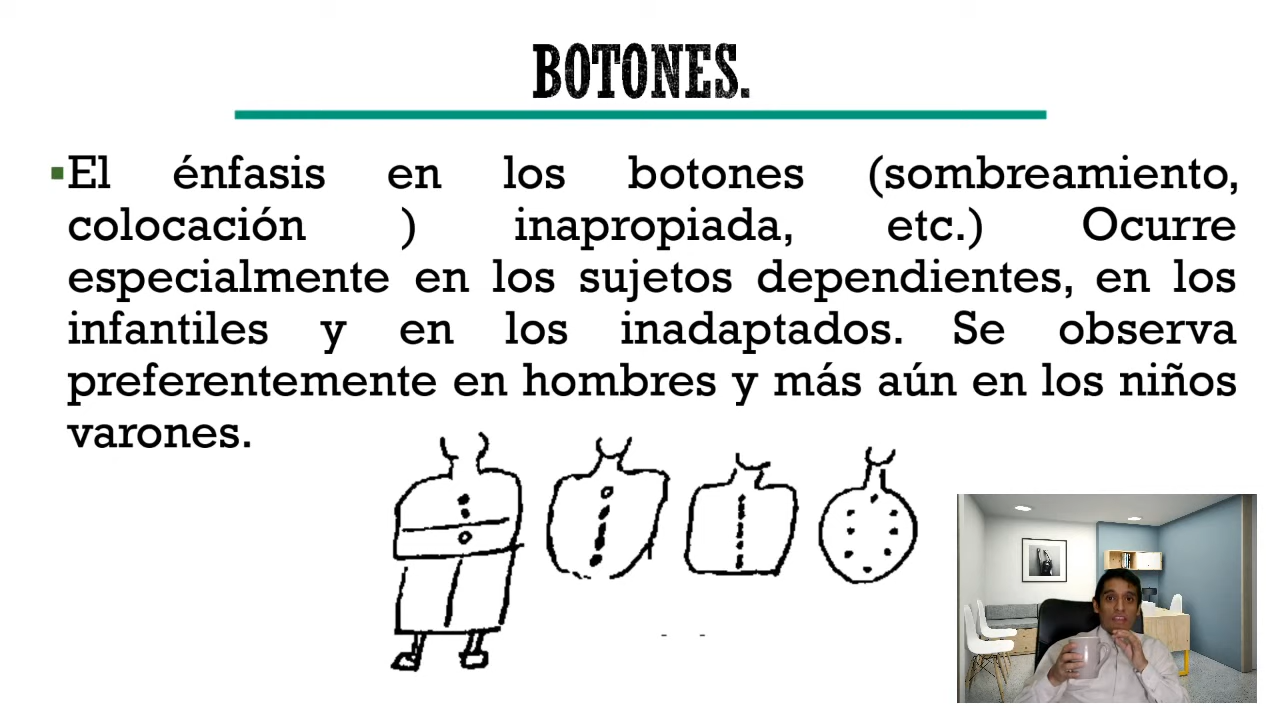 BOTONES.
▪El énfasis en los botones (sombreamiento,
colocación ) inapropiada, etc.) Ocurre
especialmente en los sujetos dependientes, en los
infantiles y en los inadaptados. Se observa
preferentemente en hombres y más aún en los niños
varones.